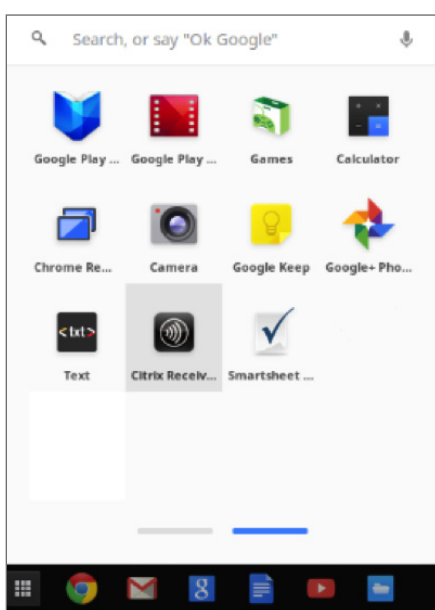 Search, or say "Ok Google"
Google Play ... Google Play ... Games Calculator
Chrome Re... Camera Google Keep Google+ Pho...
<txt>
Text Citrix Receiv... Smartsheet ...
8